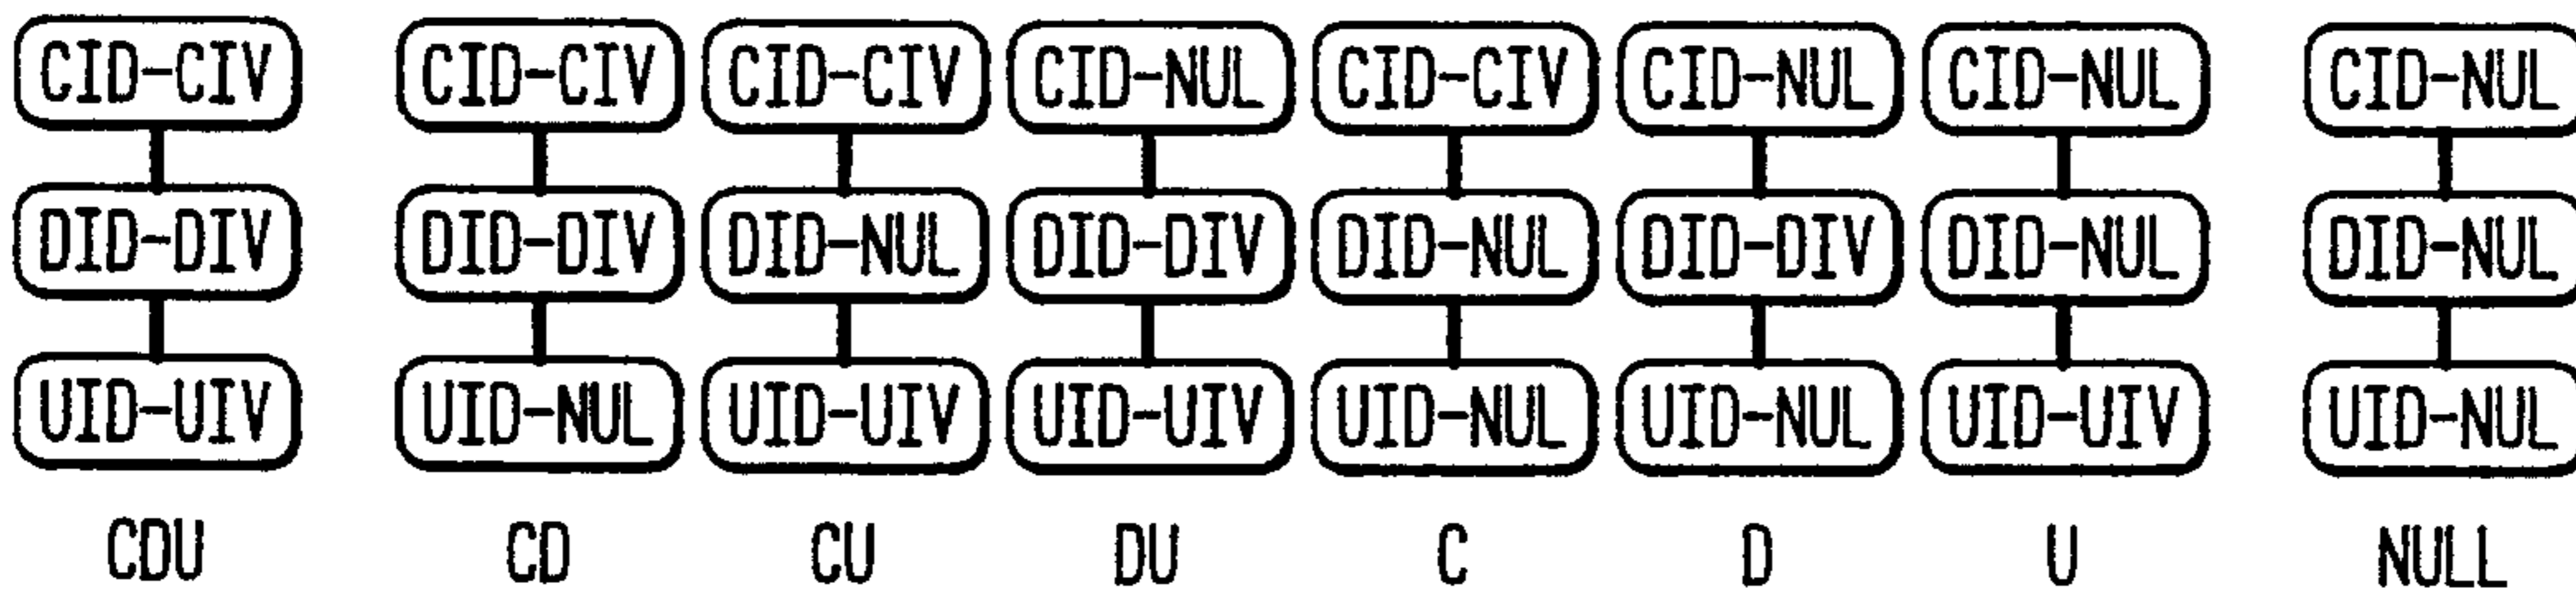 CID-CIV CID-CIV CID-CIV CID-NUL CID-CIV CID-NUL CID-NUL CID-NUL
DID-DIV DID-DIV DID-NUL DID-DIV DID-NUL DID-DIV DID-NUL DID-NUL
UID-UIV UID-NUL UID-UIV UID-UIV UID-NUL UID-NUL UID-UIV UID-NUL
CDU CD CU DU C D U NULL